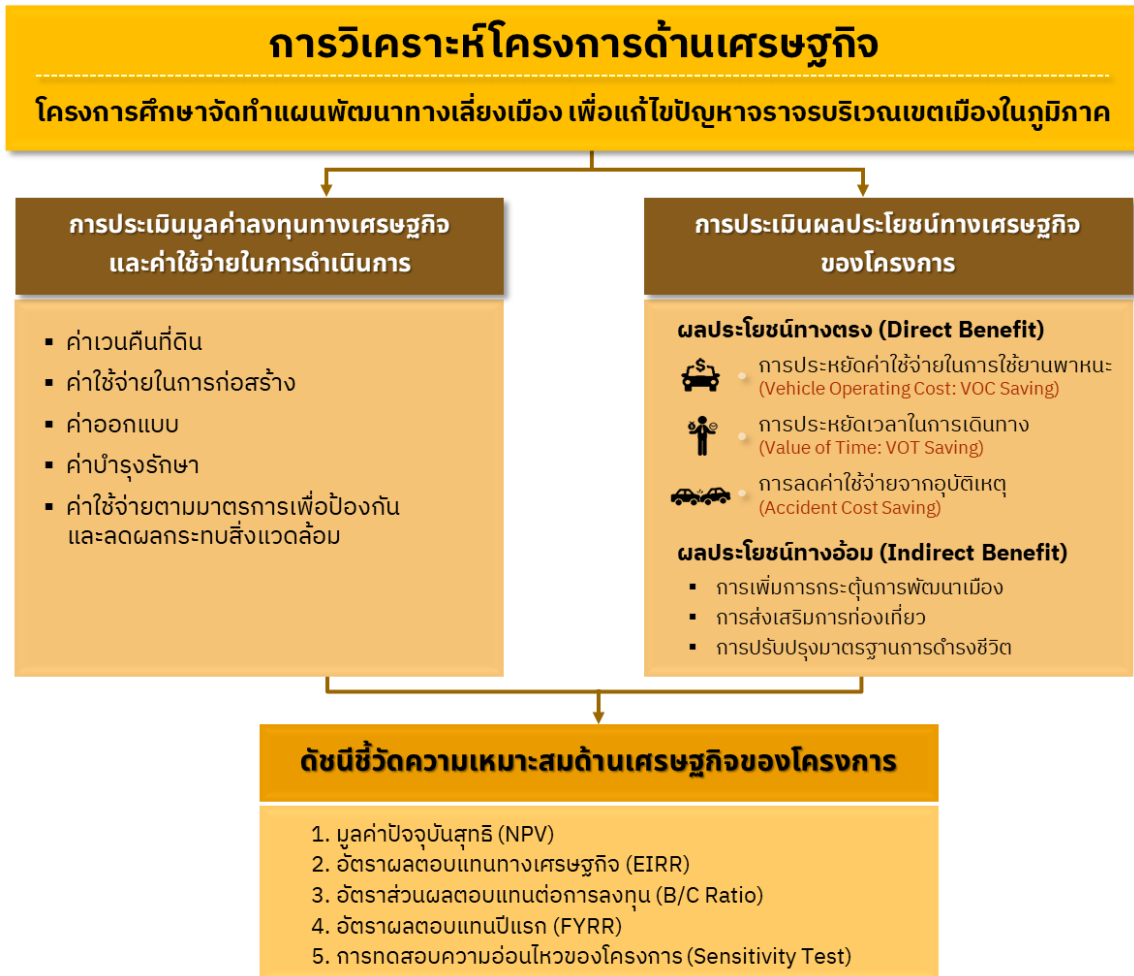 การวิเคราะห์โครงการด้านเศรษฐกิจ
โครงการศึกษาจัดทำแผนพัฒนาทางเลี่ยงเมือง เพื่อแก้ไขปัญหาจราจรบริเวณเขตเมืองในภูมิภาค
การประเมินมูลค่าลงทุนทางเศรษฐกิจ
และค่าใช้จ่ายในการดำเนินการ
▪ ค่าเวนคืนที่ดิน
▪ ค่าใช้จ่ายในการก่อสร้าง
▪ ค่าออกแบบ
▪ ค่าบำรุงรักษา
▪ ค่าใช้จ่ายตามมาตรการเพื่อป้องกัน
และลดผลกระทบสิ่งแวดล้อม
การประเมินผลประโยชน์ทางเศรษฐกิจ
ของโครงการ
ผลประโยชน์ทางตรง (Direct Benefit)
• การประหยัดค่าใช้จ่ายในการใช้ยานพาหนะ
(Vehicle Operating Cost: VOC Saving)
• การประหยัดเวลาในการเดินทาง
(Value of Time: VOT Saving)
• การลดค่าใช้จ่ายจากอุบัติเหตุ
(Accident Cost Saving)
ผลประโยชน์ทางอ้อม (Indirect Benefit)
▪ การเพิ่มการกระตุ้นการพัฒนาเมือง
▪ การส่งเสริมการท่องเที่ยว
▪ การปรับปรุงมาตรฐานการดำรงชีวิต
ดัชนีชี้วัดความเหมาะสมด้านเศรษฐกิจของโครงการ
1. มูลค่าปัจจุบันสุทธิ (NPV)
2. อัตราผลตอบแทนทางเศรษฐกิจ (EIRR)
3. อัตราส่วนผลตอบแทนต่อการลงทุน (B/C Ratio)
4. อัตราผลตอบแทนปีแรก (FYRR)
5. การทดสอบความอ่อนไหวของโครงการ (Sensitivity Test)